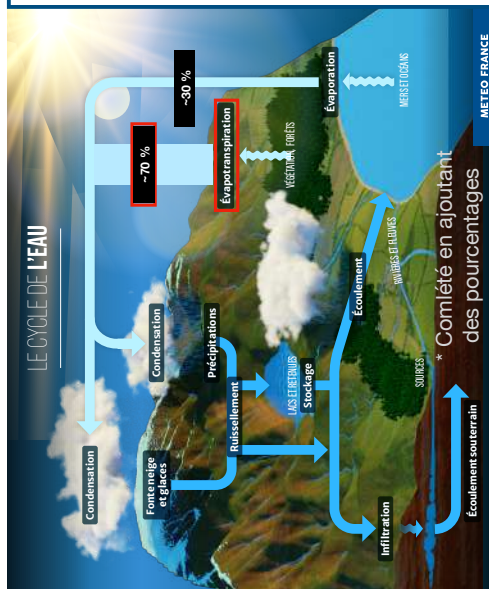 LE CYCLE DE L'EAU
Condensation
Condensation
~70 %
~30 %
Fonte neige
et glaces
Précipitations
Évapotranspiration
Évaporation
Ruissellement
VÉGÉTATION, FORÊTS
MERS ET OCÉANS
LACS ET RETENUES
Stockage
Écoulement
RIVIÈRES ET FLEUVES
Infiltration
SOURCES
Écoulement souterrain
* Comlété en ajoutant
des pourcentages
METEO FRANCE